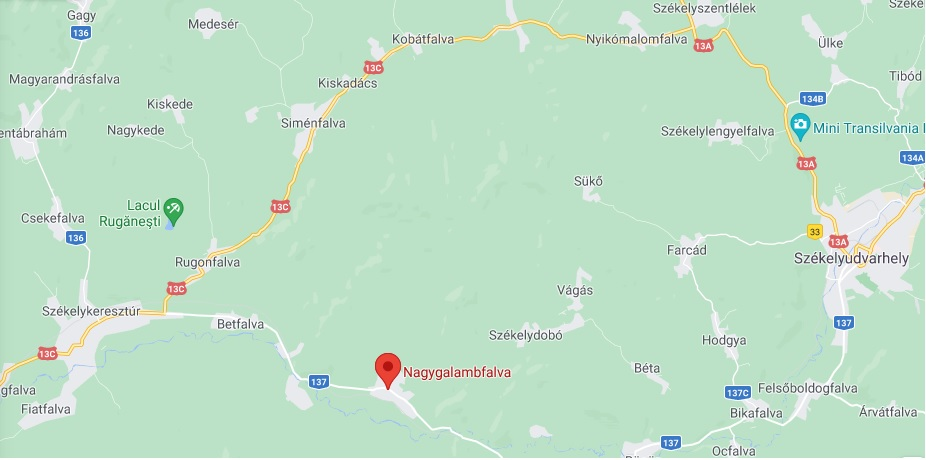 Gagy
136
Medesér
Székelyszentlélek
Kobátfalva
Nyikómalomfalva
13A
Ülke
13C
Magyarandrásfalva
Kiskadács
Tibód
134B
Kiskede
Siménfalva
Nagykede
Székelylengyelfalva
Mini Transilvania
134A
13A
Sükő
Lacul
Rugănești
13C
Csekefalva
136
33
13A
Farcád
Rugonfalva
Székelyudvarhely
13C
Vágás
Székelykeresztúr
Betfalva
Székelydobó
137
Hodgya
13C
Nagygalambfalva
Béta
137
137C
Felsőboldogfalva
Fiatfalva
Bikafalva
Árvátfalva
137
Ocfalva